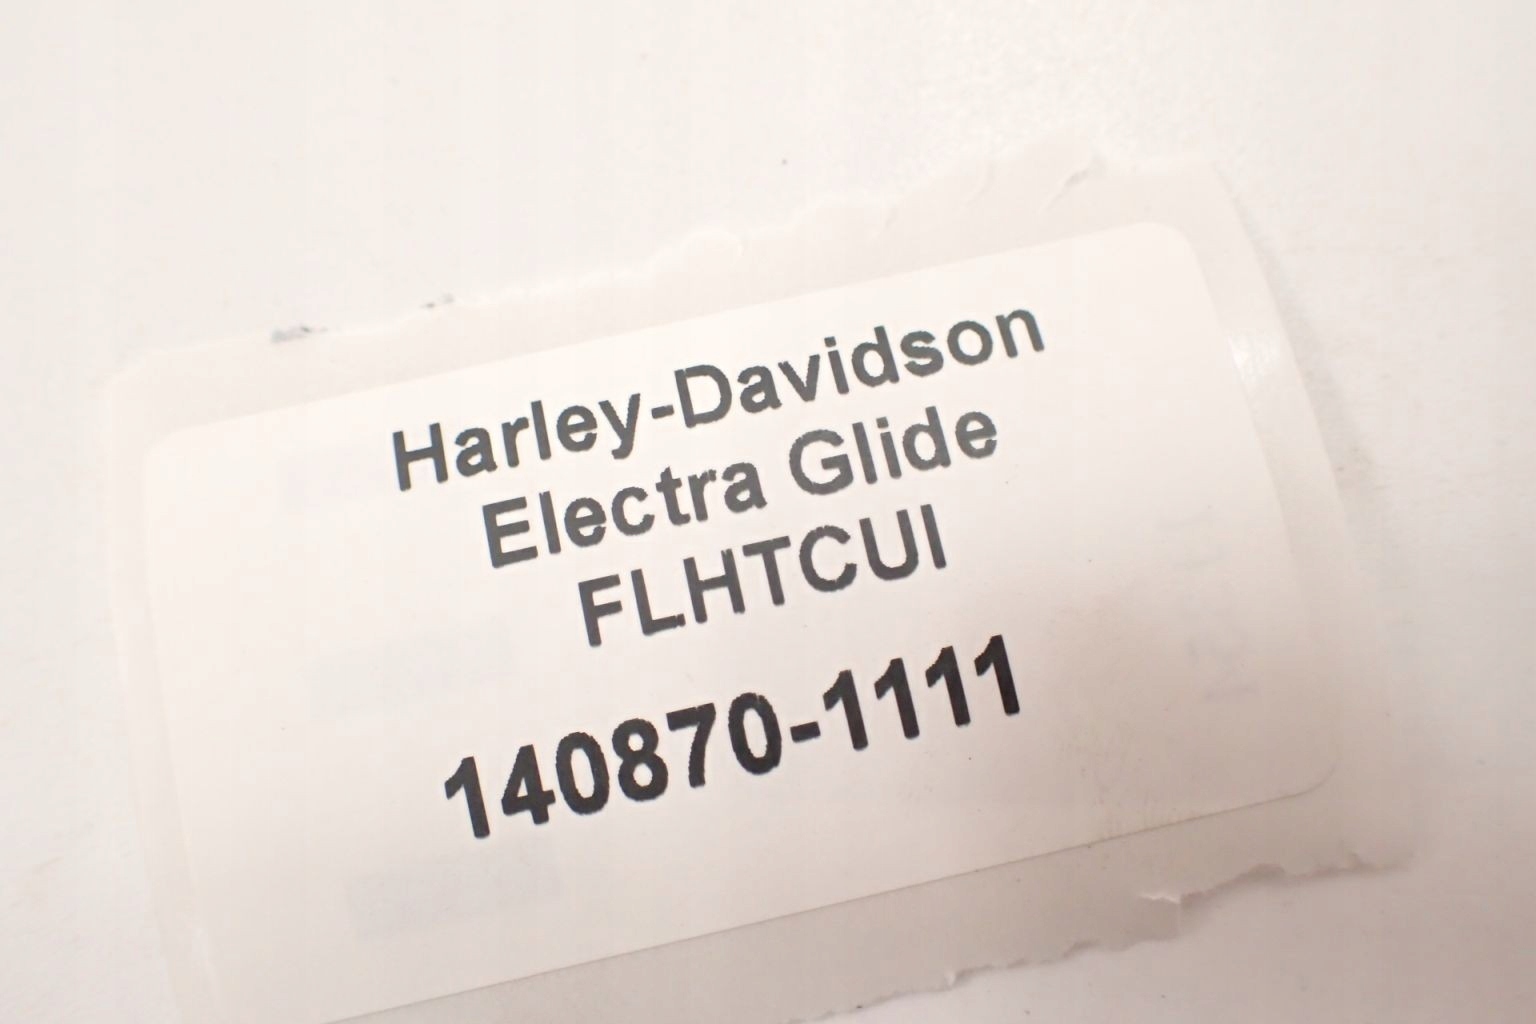 Harley-Davidson
Electra Glide
FLHTCUI
140870-1111